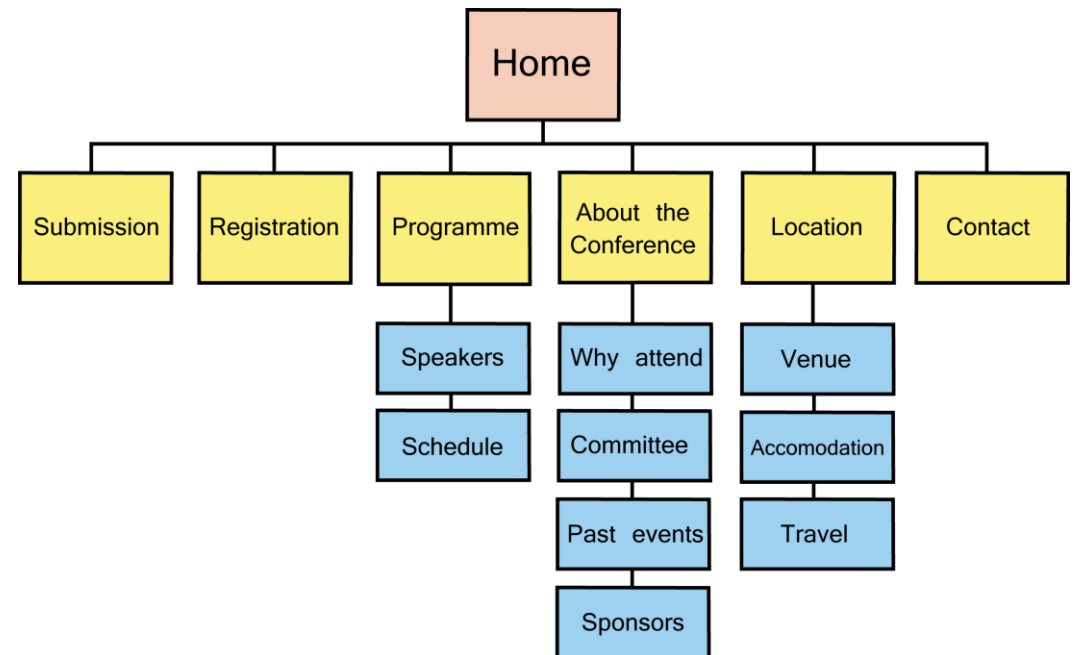 Home
Submission
Registration
Programme
About the
Conference
Location
Contact
Speakers
Schedule
Why attend
Committee
Past events
Sponsors
Venue
Accomodation
Travel